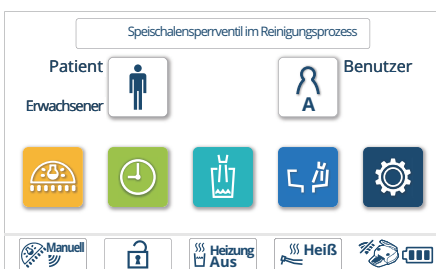 Speischalensperrventil im Reinigungsprozess
Patient
Benutzer
Erwachsener
A
Manuell
Heizung
Aus
Heiß